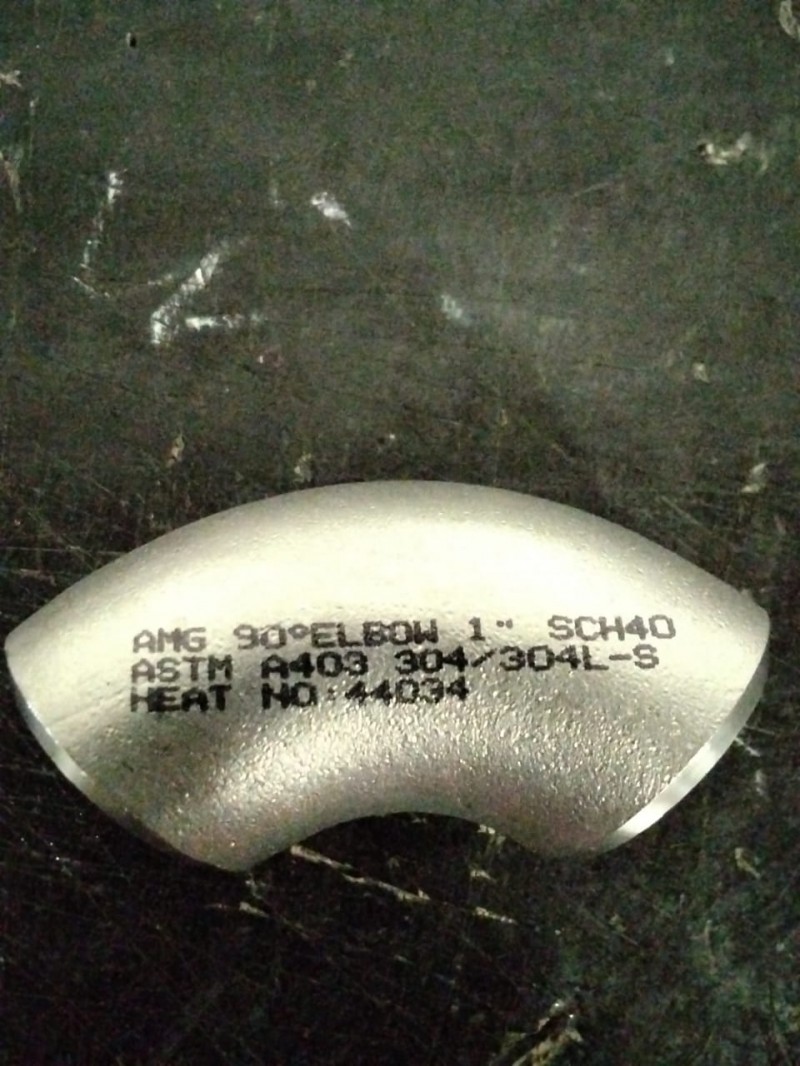 AMG 90°ELBOW 1" SCH40
ASTM A403 304/304L-S
HEAT NO:44034